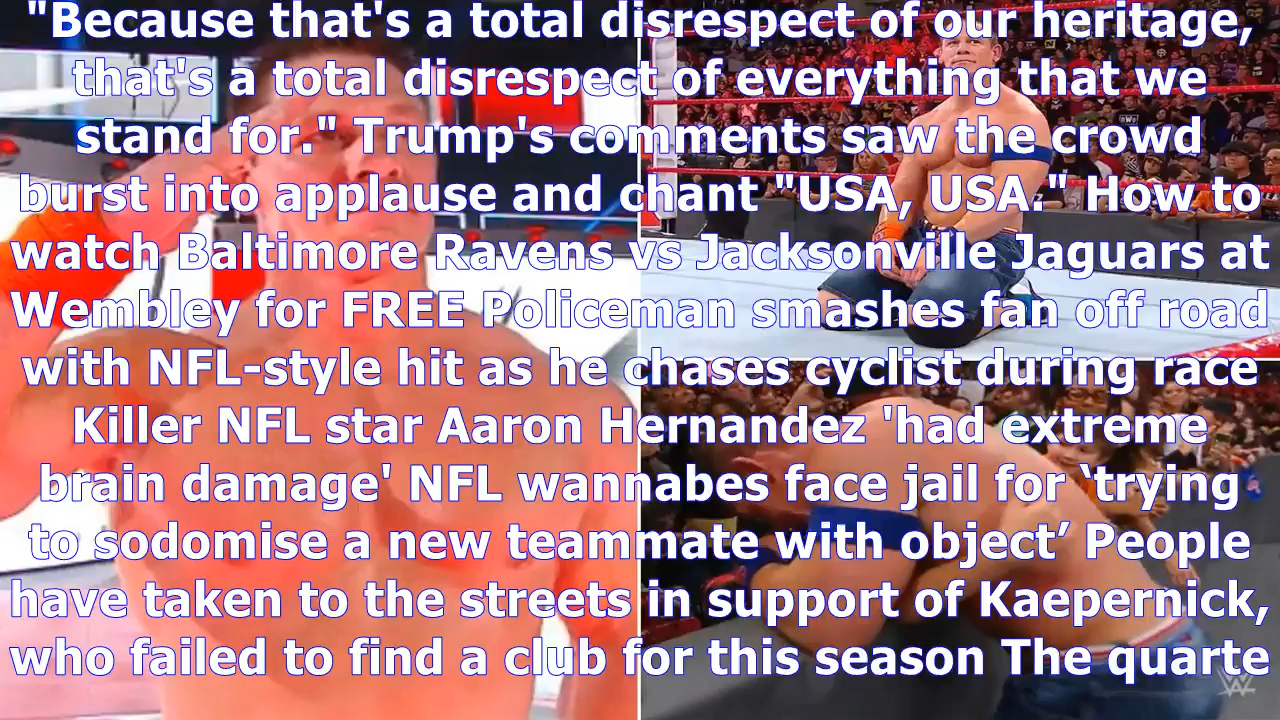 "Because that's a total disrespect of our heritage,
that's a total disrespect of everything that we
stand for." Trump's comments saw the crowd
burst into applause and chant "USA, USA." How to
watch Baltimore Ravens vs Jacksonville Jaguars at
Wembley for FREE Policeman smashes fan off road
with NFL-style hit as he chases cyclist during race
Killer NFL star Aaron Hernandez 'had extreme
brain damage' NFL wannabes face jail for ‘trying
to sodomise a new teammate with object’ People
have taken to the streets in support of Kaepernick,
who failed to find a club for this season The quarte